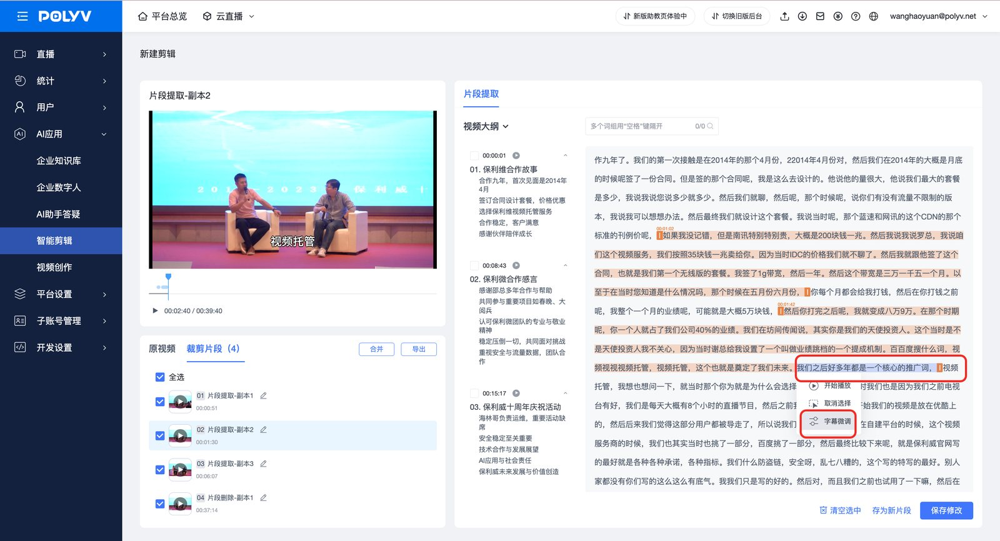 POLYV
平台总览
云直播
新版助教页体验中
切换旧版后台
wanghaoyuan@polyv.net
直播
统计
用户
AI应用
企业知识库
企业数字人
AI助手答疑
智能剪辑
视频创作
平台设置
子账号管理
开发设置
新建剪辑
片段提取-副本2
2014-2023 保利威十
视频托管
00:02:40 / 00:39:40
原视频
裁剪片段（4）
合并
导出
全选
01 片段提取-副本1
00:00:51
02 片段提取-副本2
00:01:30
03 片段提取-副本3
00:06:07
04 片段删除-副本1
00:37:14
片段提取
视频大纲
多个词组用“空格”键隔开
0/0
00:00:01
01. 保利维合作故事
合作九年，首次见面是2014年
4月
签订合同设计套餐，价格优惠
选择保利维视频托管服务
合作稳定，客户满意
感谢伙伴陪伴成长
00:08:43
02. 保利微合作感言
感谢邵总多年合作与帮助
共同参与重要项目如春晚、大
阅兵
认可保利微团队的专业与敬业
精神
稳定压倒一切，共同面对挑战
重视安全与流量数据，团队合
作
00:15:17
03. 保利威十周年庆祝活动
海林哥负责运维，重要活动缺
席
安全稳定至关重要
技术合作与发展展望
AI应用与社会责任
保利威未来发展与价值创造
作九年了。我们的第一次接触是在2014年的那个4月份，22014年4月份对，然后我们在2014年的大概是月底
的时候呢签了一份合同。但是签的那个合同呢，我是这么去设计的。他说他的量很大，他说我们最大的套餐
是多少，我说我说您说多少就多少。然后我们就聊，然后呢，那个时候呢，说你们有没有流量不限制的版
本，我说我可以想想办法。然后最终我们就设计这个套餐。我说当时呢，那个蓝速和网讯的这个CDN的那个
00:01:02
标准的刊例价呢，如果我没记错，但是南讯特别特别贵，大概是200块钱一兆。然后我说我说罗总，我说咱
们这个视频服务，我们按照35块钱一兆卖给你。因为当时IDC的价格我们就不聊了。然后我就跟他签了这个
合同，也就是我们第一个无线版的套餐。我签了1g带宽，然后一年。然后这个带宽是三万一千五一个月。以
至于在当时您知道是什么情况吗，那个时候在五月份六月份，你每个月都会给我打钱，然后在你打钱之前
00:01:42
呢，我整个一个月的业绩呢，可能就是大概5万块钱，然后你打完之后呢，我就变成八万9万。在那个时期
呢，你一个人就占了我们公司40%的业绩。我们在坊间传闻说，其实你是我们的天使投资人。这个当时是不
是天使投资人我不关心，因为当时谢总给我设置了一个叫做业绩跳档的一个提成机制。百百度搜什么词，视
频视视频托管，视频托管，这个也就是奠定了我们未来。我们之后好多年都是一个核心的推广词，视频
托管，我想也想问一下，就当时那个你为就是为什么会选择
时我们也是因为我们之前电视
台有好，我们是每天大概有8个小时的直播节目，然后之前我
开始我们的视频是放在优酷上
的，然后后来我们觉得这部分用户都被导走了，所以说我们
在自建平台的时候，这个视频
服务商的时候，我们也其实当时也挑了一部分，百度挑了一部分，然后最终比较下来呢，就是保利威官网写
的最好就是各种各种承诺，各种指标。我们什么防盗链，安全呀，乱七八糟的，这个写的特写的最好。别人
家都没有你们写的这么这么有底气。我我们只是写的好的。然后对，而且我们之前也试用了一下嘛，然后在
开始播放
取消选择
字幕微调
清空选中
存为新片段
保存修改